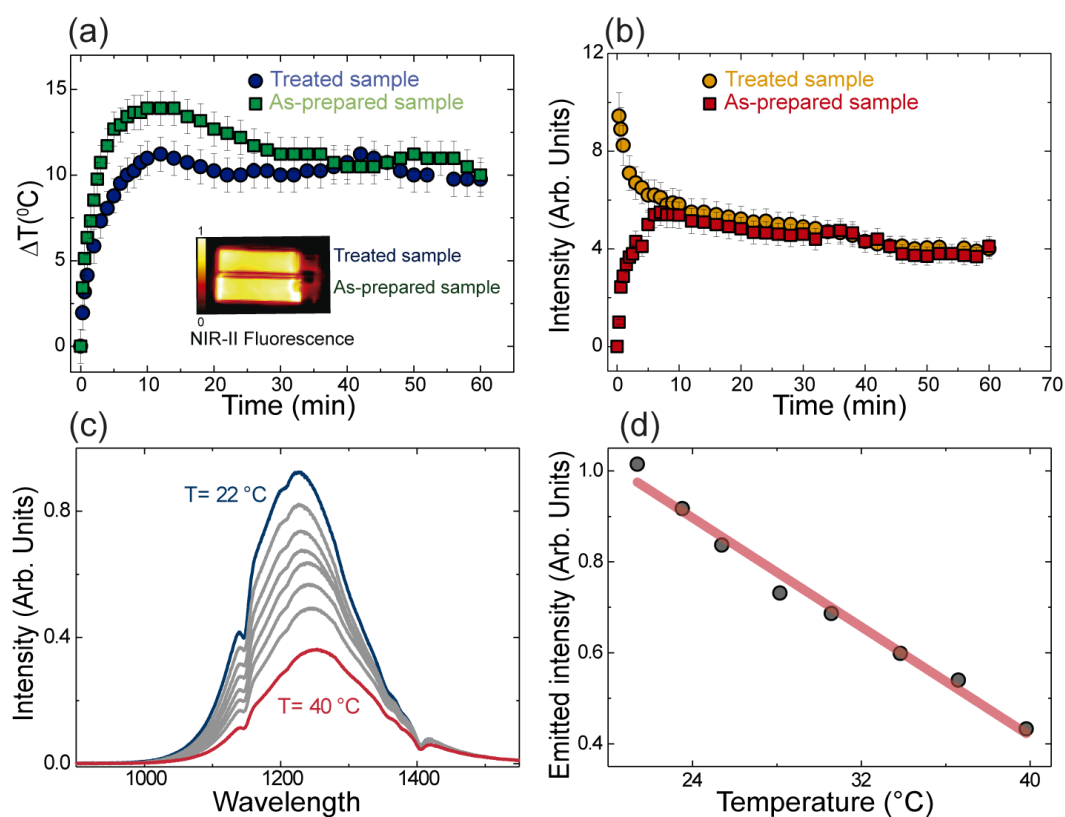 (a)
ΔT(⁰C)
15
10
5
0
Treated sample
As-prepared sample
1
0
Treated sample
As-prepared sample
NIR-II Fluorescence
0 10 20 30 40 50 60
Time (min)
(b)
Intensity (Arb. Units)
12
8
4
0
Treated sample
As-prepared sample
0 10 20 30 40 50 60 70
Time (min)
(c)
Intensity (Arb. Units)
0.8
0.4
0.0
T= 22 °C
T= 40 °C
1000 1200 1400
Wavelength
(d)
Emitted intensity (Arb. Units)
1.0
0.8
0.6
0.4
24 32 40
Temperature (°C)